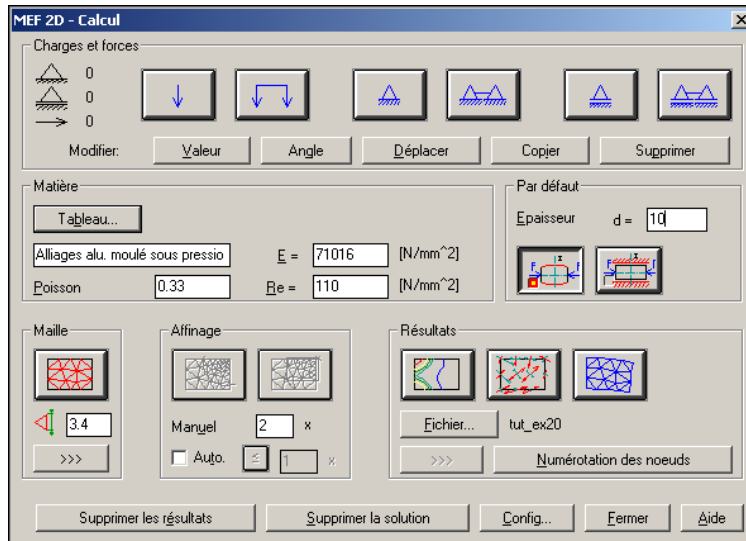 MEF 2D - Calcul
Charges et forces
0
0
0
Modifier: Valeur Angle Déplacer Copier Supprimer
Matière
Tableau...
Alliages alu. moulé sous pressio E = 71016 [N/mm^2]
Poisson 0.33 Re = 110 [N/mm^2]
Par défaut
Epaisseur d = 10
F z F
F z F
Maille
3.4
>>>
Affinage
Manuel 2 x
Auto. ≤ 1 x
Résultats
Fichier... tut_ex20
>>> Numérotation des noeuds
Supprimer les résultats Supprimer la solution Config... Fermer Aide